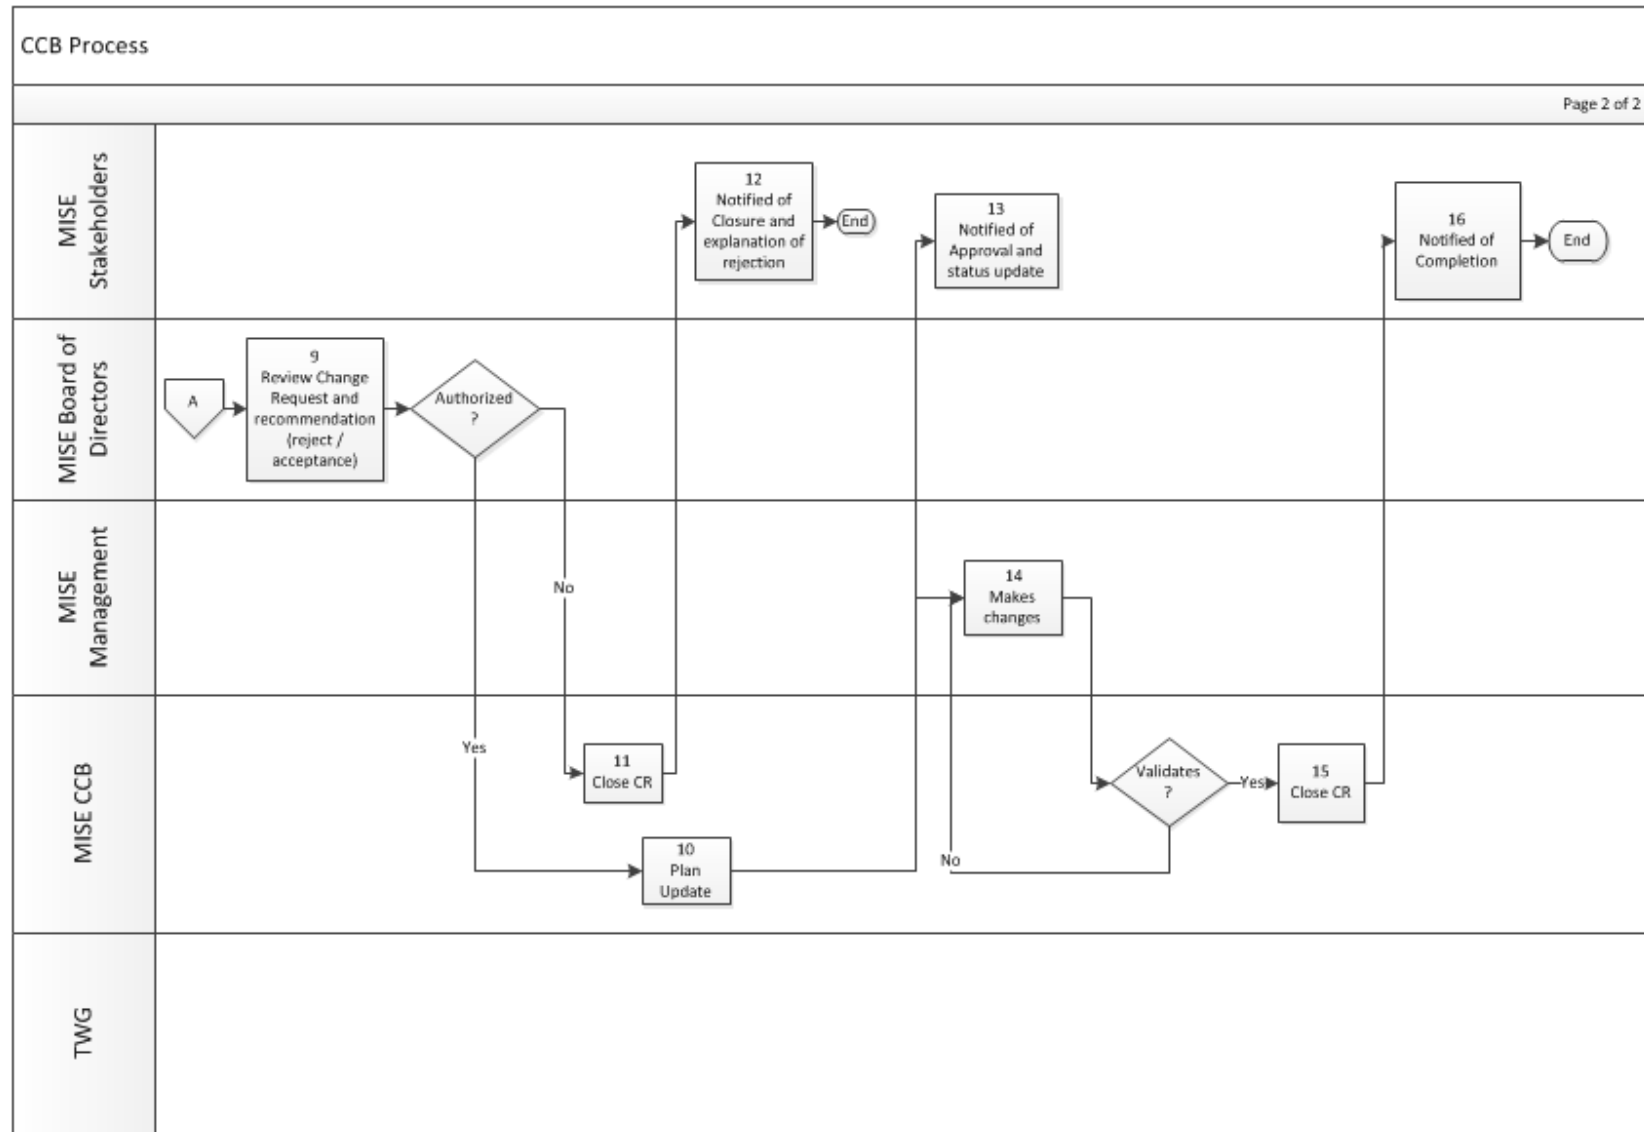 CCB Process
Page 2 of 2
MISE
Stakeholders
12
Notified of
Closure and
explanation of
rejection
End
13
Notified of
Approval and
status update
16
Notified of
Completion
End
MISE Board of
Directors
A
9
Review Change
Request and
recommendation
(reject /
acceptance)
Authorized
?
MISE
Management
No
14
Makes
changes
MISE CCB
Yes
11
Close CR
10
Plan
Update
No
Validates
?
Yes
15
Close CR
TWG